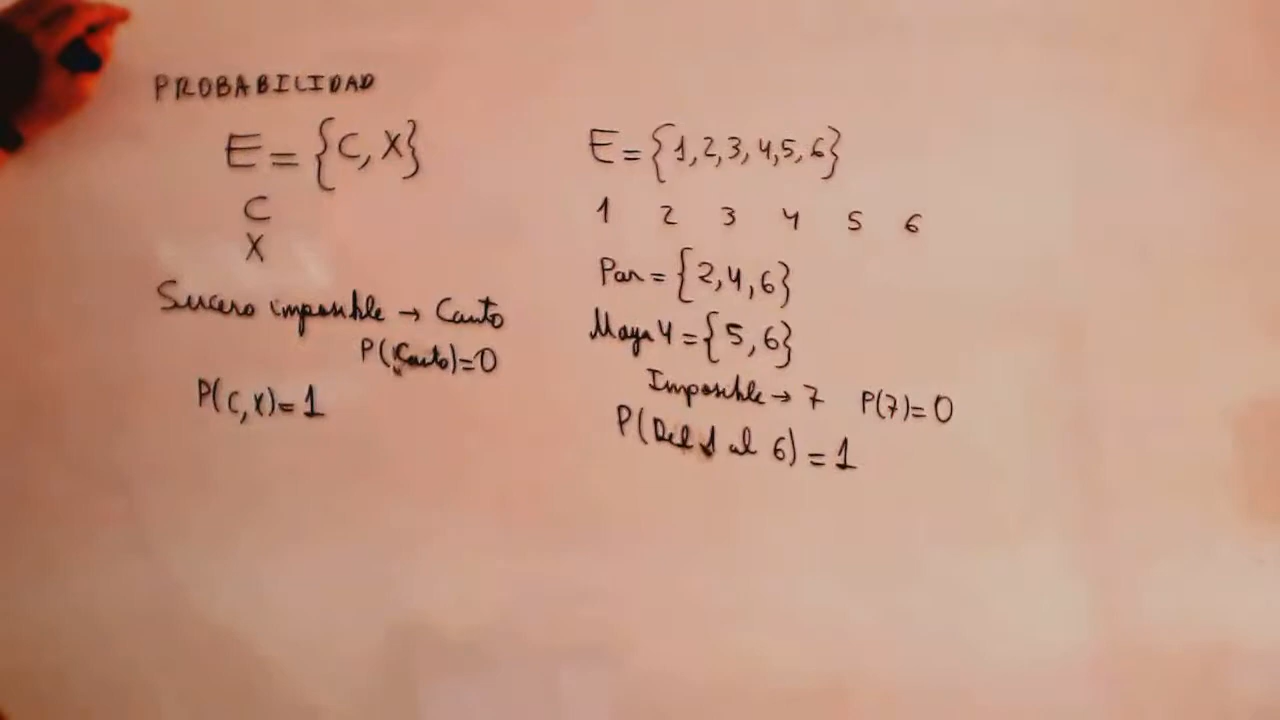 PROBABILIDAD
E = {C, X}
C
X
Suceso imposible → Canto
P(Canto)=0
P(C, X)= 1
E = {1, 2, 3, 4, 5, 6}
1 2 3 4 5 6
Par = {2, 4, 6}
Mayor 4 = {5, 6}
Imposible → 7 P(7)= 0
P(Del 1 al 6) = 1